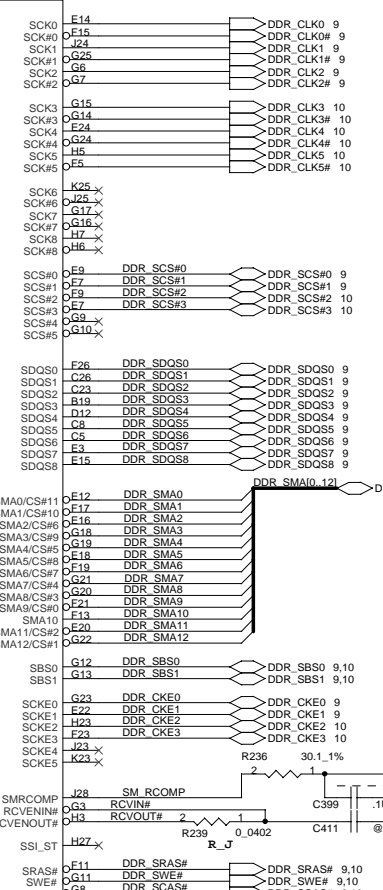 SCK0 E14 DDR_CLK0 9
SCK#0 F15 DDR_CLK0# 9
SCK1 J24 DDR_CLK1 9
SCK#1 G25 DDR_CLK1# 9
SCK2 G6 DDR_CLK2 9
SCK#2 G7 DDR_CLK2# 9
SCK3 G15 DDR_CLK3 10
SCK#3 G14 DDR_CLK3# 10
SCK4 E24 DDR_CLK4 10
SCK#4 G24 DDR_CLK4# 10
SCK5 H5 DDR_CLK5 10
SCK#5 F5 DDR_CLK5# 10
SCK6 K25
SCK#6 J25
SCK7 G17
SCK#7 G16
SCK8 H7
SCK#8 H6
SCS#0 E9 DDR_SCS#0 DDR_SCS#0 9
SCS#1 F7 DDR_SCS#1 DDR_SCS#1 9
SCS#2 F9 DDR_SCS#2 DDR_SCS#2 10
SCS#3 E7 DDR_SCS#3 DDR_SCS#3 10
SCS#4 G9
SCS#5 G10
SDQS0 F26 DDR_SDQS0 DDR_SDQS0 9
SDQS1 C26 DDR_SDQS1 DDR_SDQS1 9
SDQS2 C23 DDR_SDQS2 DDR_SDQS2 9
SDQS3 B19 DDR_SDQS3 DDR_SDQS3 9
SDQS4 D12 DDR_SDQS4 DDR_SDQS4 9
SDQS5 C8 DDR_SDQS5 DDR_SDQS5 9
SDQS6 C5 DDR_SDQS6 DDR_SDQS6 9
SDQS7 E3 DDR_SDQS7 DDR_SDQS7 9
SDQS8 E15 DDR_SDQS8 DDR_SDQS8 9
DDR_SMA[0..12] D
MA0/CS#11 E12 DDR_SMA0
MA1/CS#10 F17 DDR_SMA1
SMA2/CS#6 E16 DDR_SMA2
SMA3/CS#9 G18 DDR_SMA3
SMA4/CS#5 G19 DDR_SMA4
SMA5/CS#8 E18 DDR_SMA5
SMA6/CS#7 F19 DDR_SMA6
SMA7/CS#4 G21 DDR_SMA7
SMA8/CS#3 G20 DDR_SMA8
SMA9/CS#0 F21 DDR_SMA9
SMA10 F13 DDR_SMA10
MA11/CS#2 E20 DDR_SMA11
MA12/CS#1 G22 DDR_SMA12
SBS0 G12 DDR_SBS0 DDR_SBS0 9,10
SBS1 G13 DDR_SBS1 DDR_SBS1 9,10
SCKE0 G23 DDR_CKE0 DDR_CKE0 9
SCKE1 E22 DDR_CKE1 DDR_CKE1 9
SCKE2 H23 DDR_CKE2 DDR_CKE2 10
SCKE3 F23 DDR_CKE3 DDR_CKE3 10
SCKE4 J23
SCKE5 K23
R236 30.1_1%
2 1
SMRCOMP J28 SM_RCOMP
RCVENIN# G3 RCVIN# C399 .1U
CVENOUT# H3 RCVOUT# 2 1 C411 @
R239 0_0402
R_J
SSI_ST H27
SRAS# F11 DDR_SRAS# DDR_SRAS# 9,10
SWE# G11 DDR_SWE# DDR_SWE# 9,10
G8 DDR_SCAS#